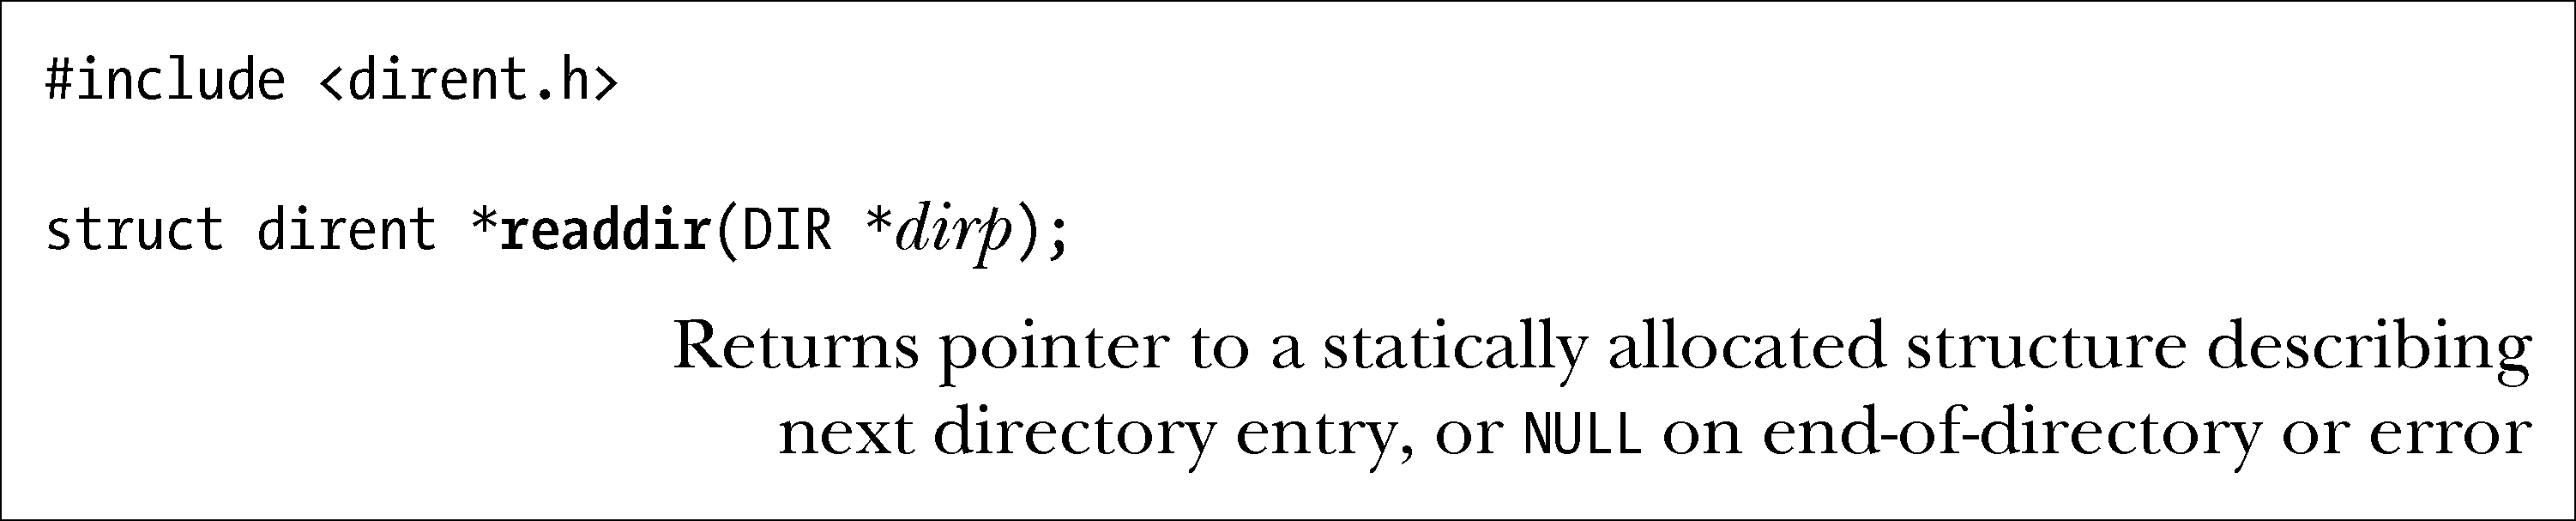 #include <dirent.h>
struct dirent *readdir(DIR *dirp);
Returns pointer to a statically allocated structure describing
next directory entry, or NULL on end-of-directory or error